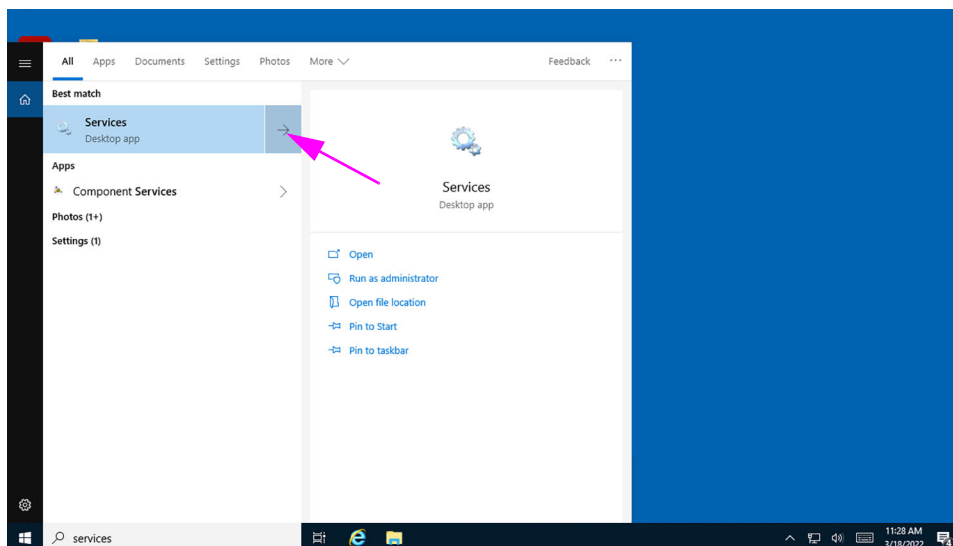 All Apps Documents Settings Photos More Feedback ...
Best match
Services
Desktop app
Apps
Component Services
Photos (1+)
Settings (1)
Services
Desktop app
Open
Run as administrator
Open file location
Pin to Start
Pin to taskbar
services
11:28 AM
3/18/2022
4